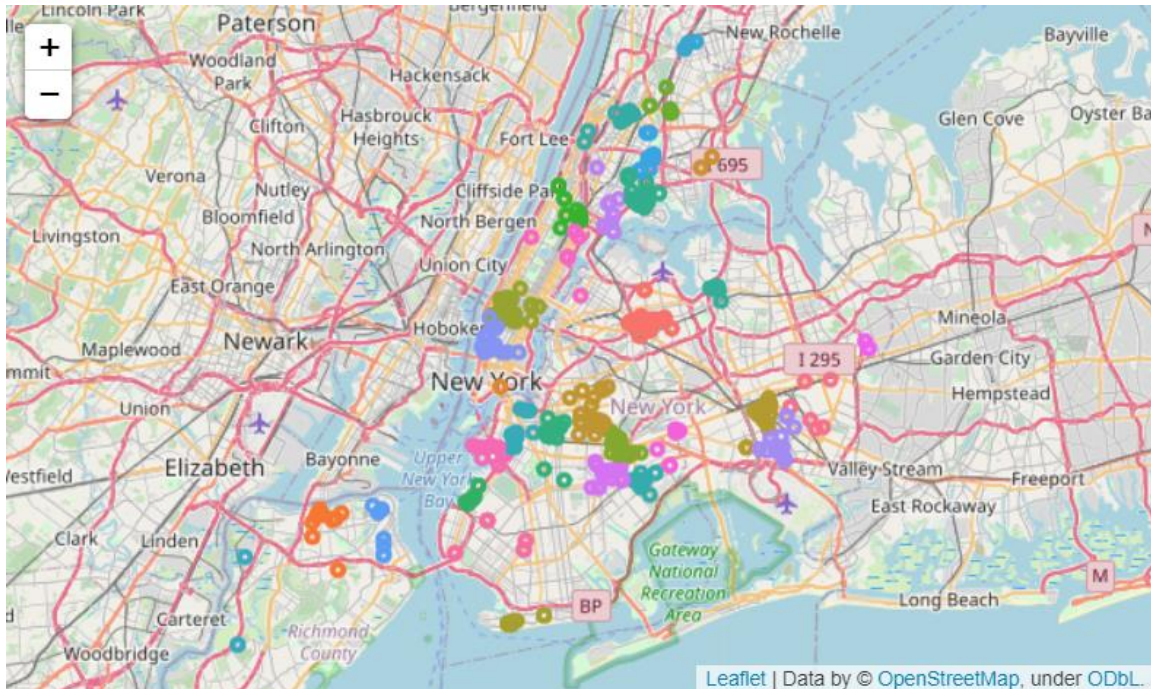 Lincoln Park
Paterson
Bergenfield
New Rochelle
Bayville
+
−
Woodland
Park
Hackensack
Hasbrouck
Heights
Clifton
Fort Lee
Glen Cove
Oyster Ba
Verona
Nutley
Cliffside Pa
695
Bloomfield
North Bergen
Livingston
North Arlington
Union City
East Orange
Mineola
Newark
Hoboke
Maplewood
I 295
Garden City
mmit
New York
Hempstead
Union
New York
Elizabeth
Bayonne
Upper
New York
Bay
Valley Stream
Westfield
Freeport
East Rockaway
Clark
Linden
Gateway
National
Recreation
Area
M
BP
Long Beach
Carteret
Richmond
County
Woodbridge
Leaflet | Data by © OpenStreetMap, under ODbL.